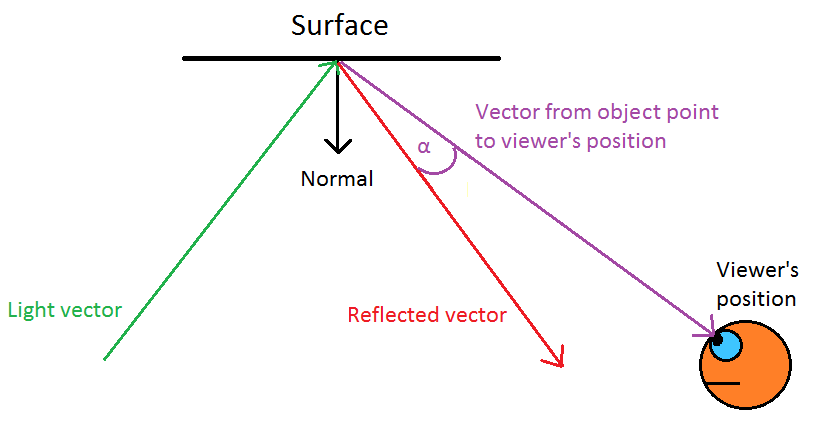 Surface
Vector from object point
to viewer's position
α
Normal
Viewer's
position
Light vector
Reflected vector